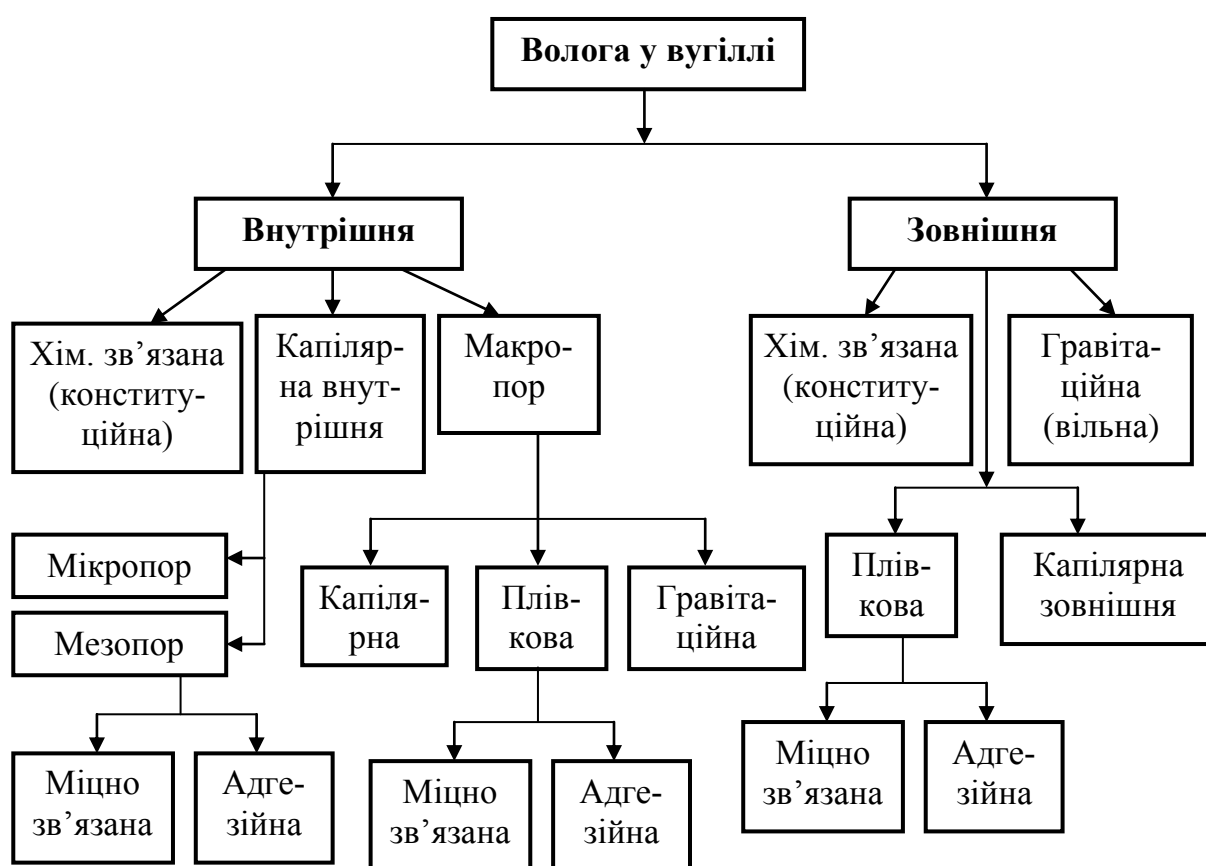 Волога у вугіллі
Внутрішня
Зовнішня
Хім. зв’язана
(конститу-
ційна)
Капіляр-
на внут-
рішня
Макро-
пор
Хім. зв’язана
(конститу-
ційна)
Гравіта-
ційна
(вільна)
Мікропор
Мезопор
Капіля-
рна
Плів-
кова
Гравіта-
ційна
Плів-
кова
Капілярна
зовнішня
Міцно
зв’язана
Адге-
зійна
Міцно
зв’язана
Адге-
зійна
Міцно
зв’язана
Адге-
зійна